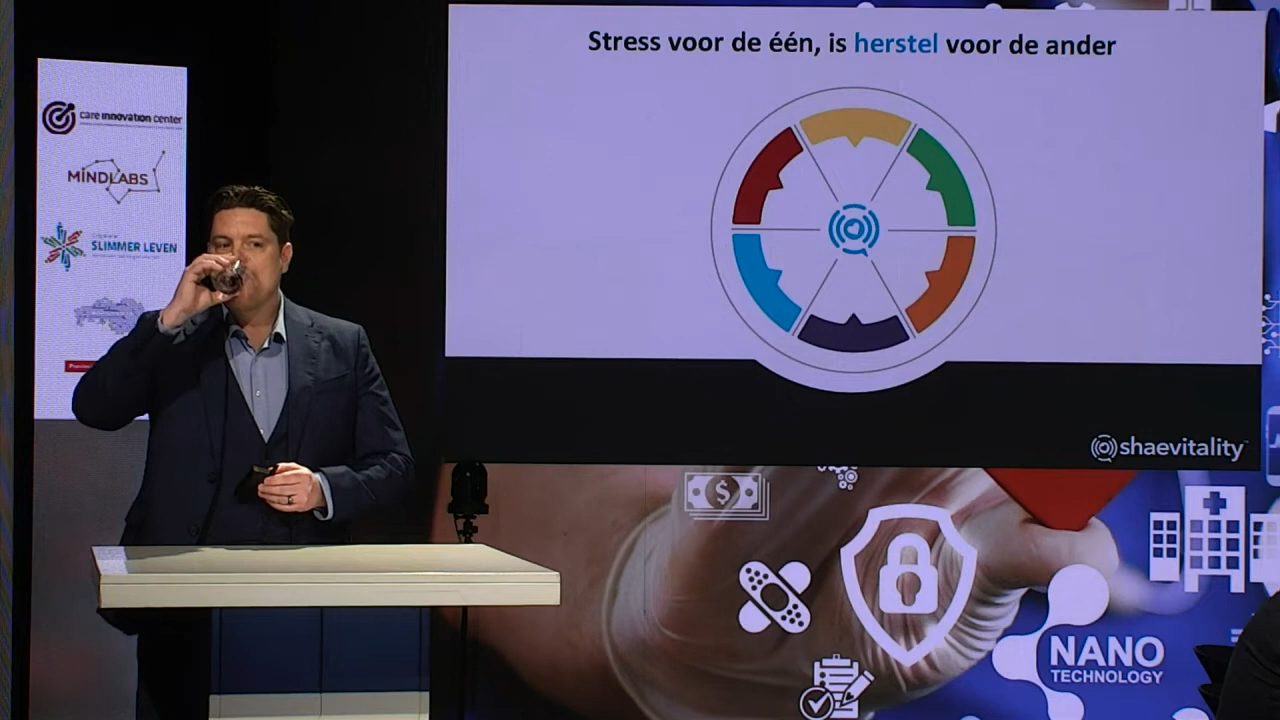 Stress voor de één, is herstel voor de ander
care innovation center
MINDLABS
SLIMMER LEVEN
shaevitality
$
NANO
TECHNOLOGY